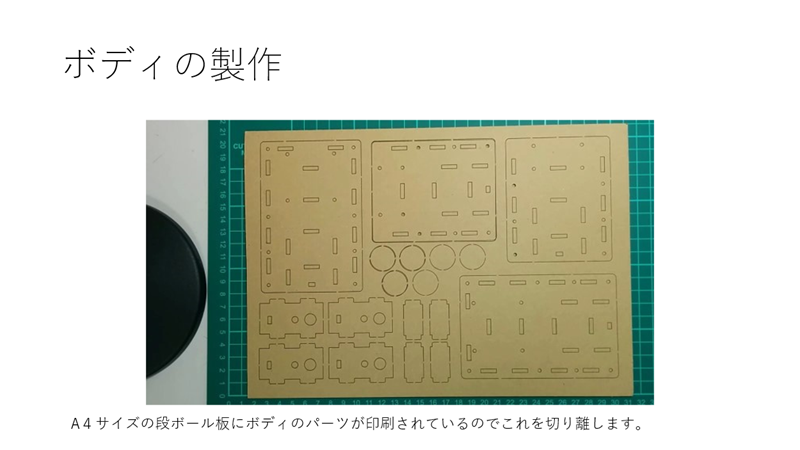 ボディの製作
A４サイズの段ボール板にボディのパーツが印刷されているのでこれを切り離します。